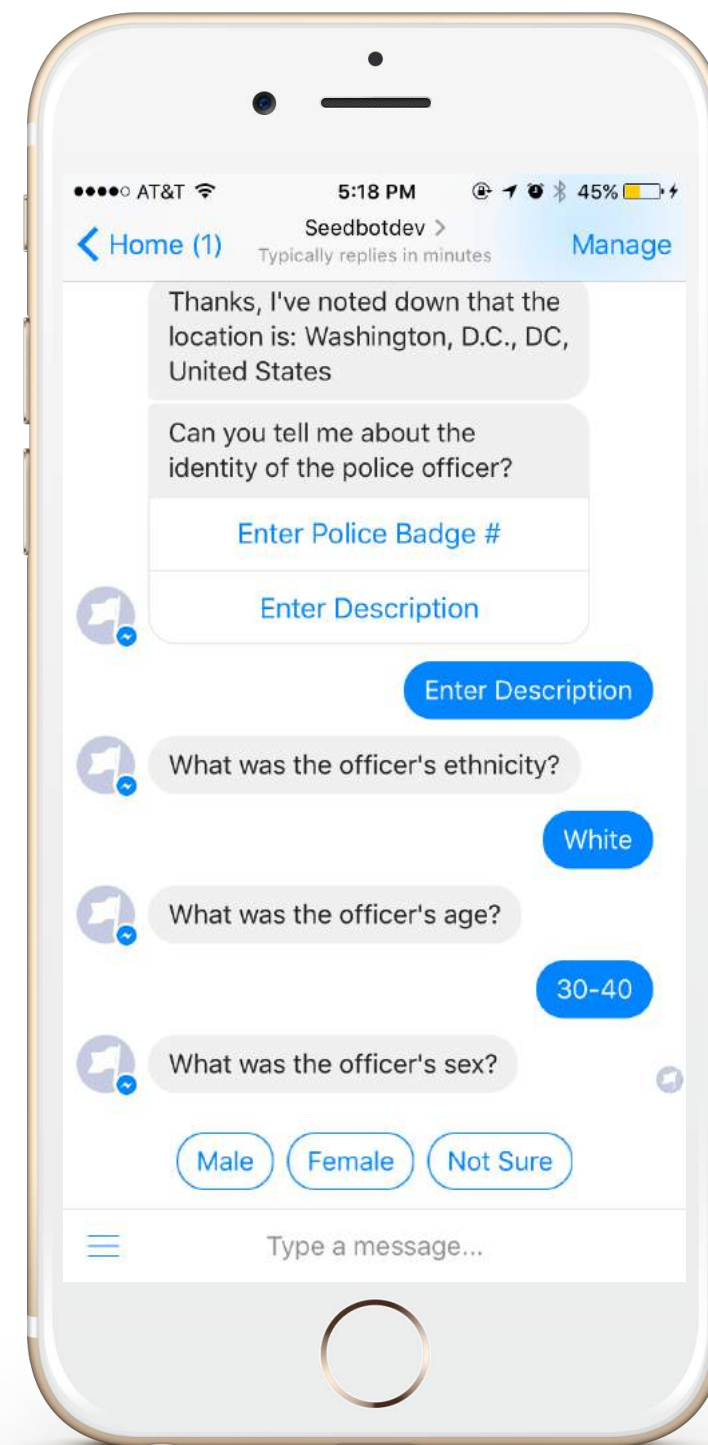 AT&T 5:18 PM 45%
Home (1) Seedbotdev > Manage
Typically replies in minutes
Thanks, I've noted down that the
location is: Washington, D.C., DC,
United States
Can you tell me about the
identity of the police officer?
Enter Police Badge #
Enter Description
Enter Description
What was the officer's ethnicity?
White
What was the officer's age?
30-40
What was the officer's sex?
Male Female Not Sure
Type a message...